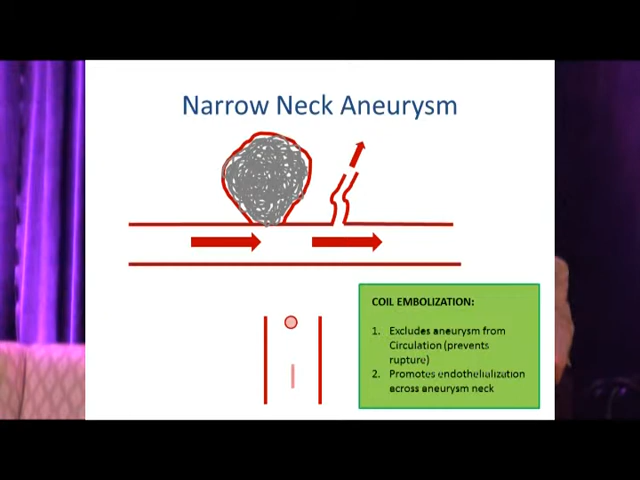 Narrow Neck Aneurysm
COIL EMBOLIZATION:
1. Excludes aneurysm from
Circulation (prevents
rupture)
2. Promotes endothelialization
across aneurysm neck